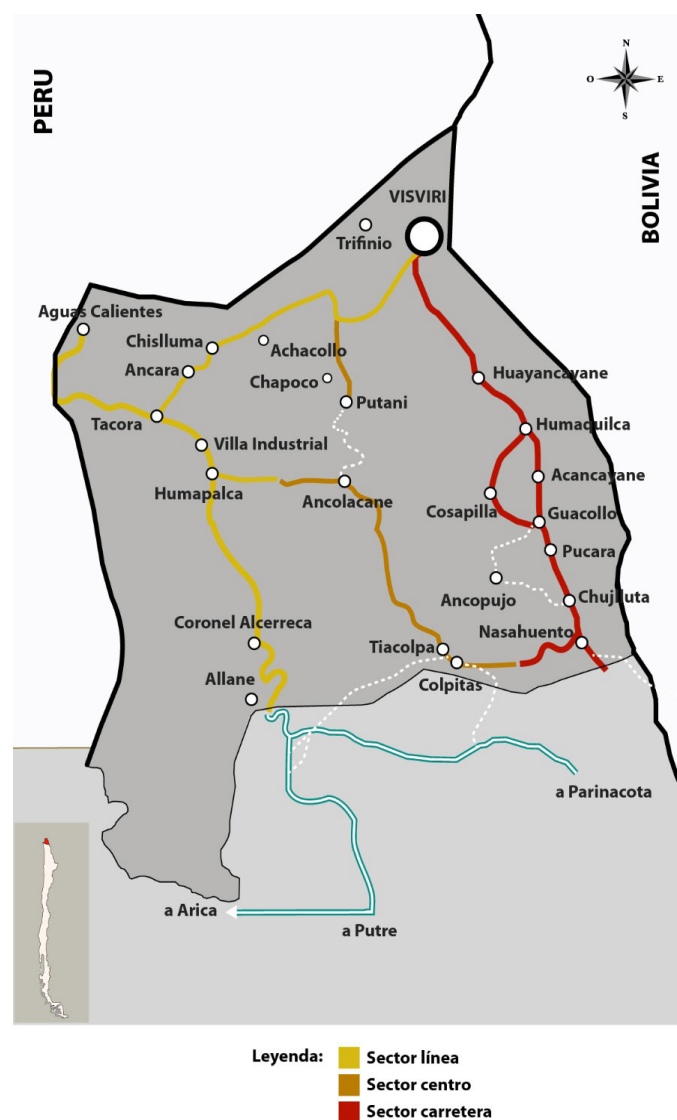 PERU
N
O
E
S
BOLIVIA
VISVIRI
Trifinio
Aguas Calientes
Chislluma
Achacollo
Ancara
Chapoco
Huayancayane
Putani
Tacora
Humaquilca
Villa Industrial
Acancayane
Humapalca
Ancolacane
Cosapilla
Guacollo
Pucara
Ancopujo
Chujlluta
Coronel Alcerreca
Nasahuento
Tiacolpa
Allane
Colpitas
a Parinacota
a Arica
a Putre
Leyenda:
Sector línea
Sector centro
Sector carretera